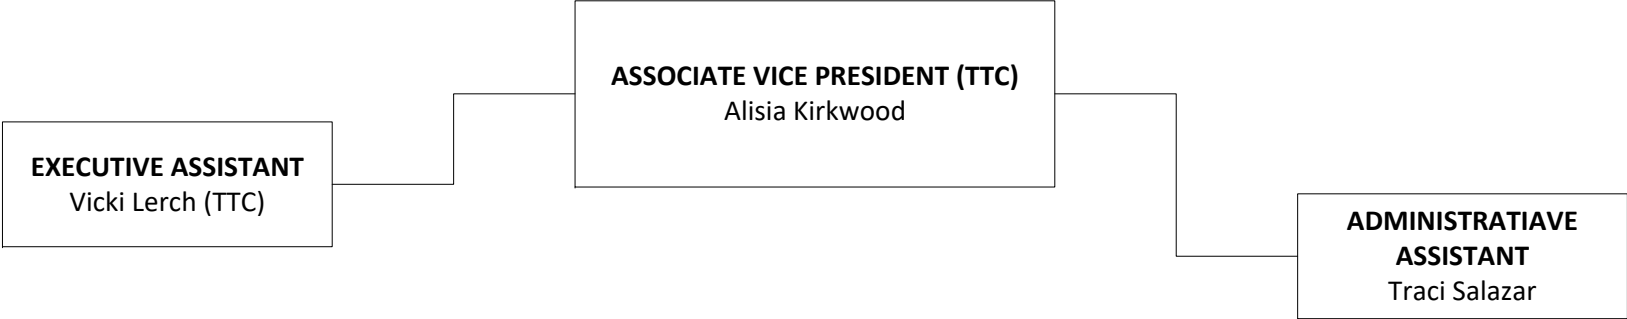 ASSOCIATE VICE PRESIDENT (TTC)
Alisia Kirkwood
EXECUTIVE ASSISTANT
Vicki Lerch (TTC)
ADMINISTRATIAVE
ASSISTANT
Traci Salazar